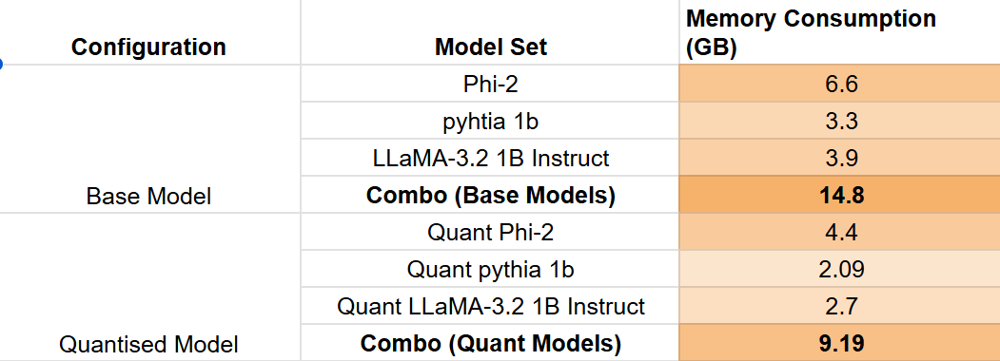 Configuration Model Set Memory Consumption (GB)
Phi-2 6.6
pyhtia 1b 3.3
LLaMA-3.2 1B Instruct 3.9
Base Model Combo (Base Models) 14.8
Quant Phi-2 4.4
Quant pythia 1b 2.09
Quant LLaMA-3.2 1B Instruct 2.7
Quantised Model Combo (Quant Models) 9.19